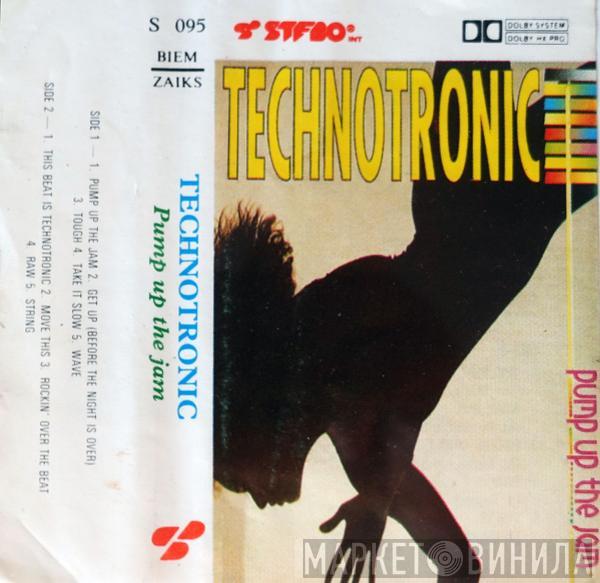 SIDE 1 — 1. PUMP UP THE JAM 2. GET UP (BEFORE THE NIGHT IS OVER)
3. TOUGH 4. TAKE IT SLOW 5. WAVE
SIDE 2 — 1. THIS BEAT IS TECHNOTRONIC 2. MOVE THIS 3. ROCKIN' OVER THE BEAT
4. RAW 5. STRING
S 095
BIEM
ZAIKS
TECHNOTRONIC
Pump up the jam
STEBO®
INT
DOLBY SYSTEM
DOLBY HX PRO
TECHNOTRONIC
pump up the jam
МАРКЕТ ВИНИЛА